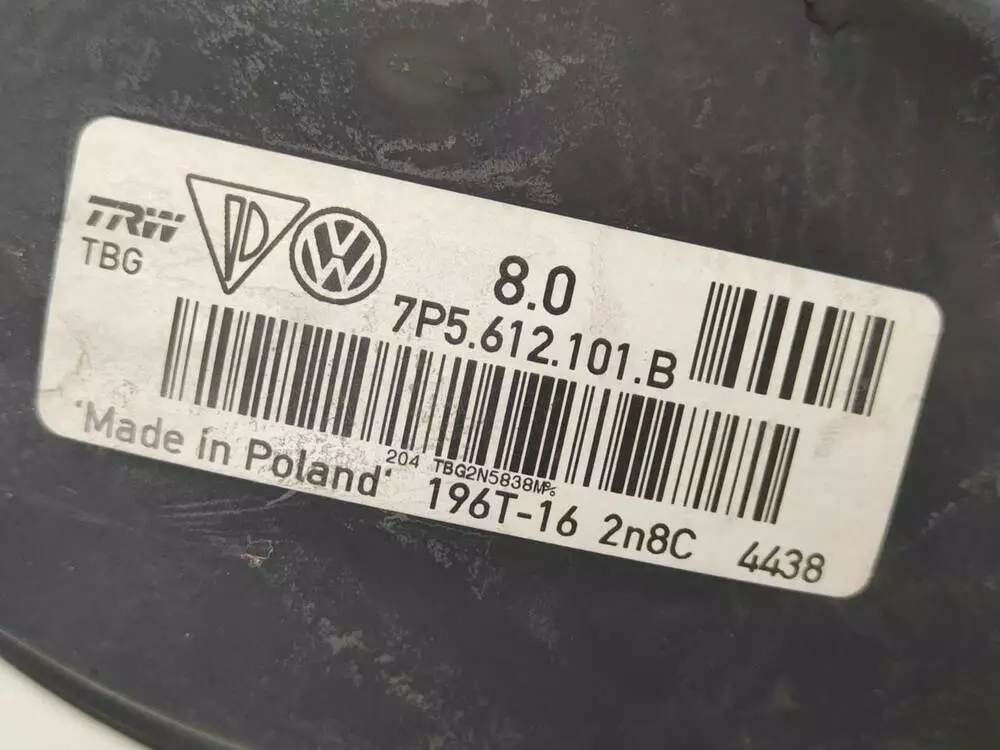 TRW
TBG
8.0
7P5.612.101.B
204 TBG2N5838M%
"Made in Poland"
196T-16 2n8C 4438